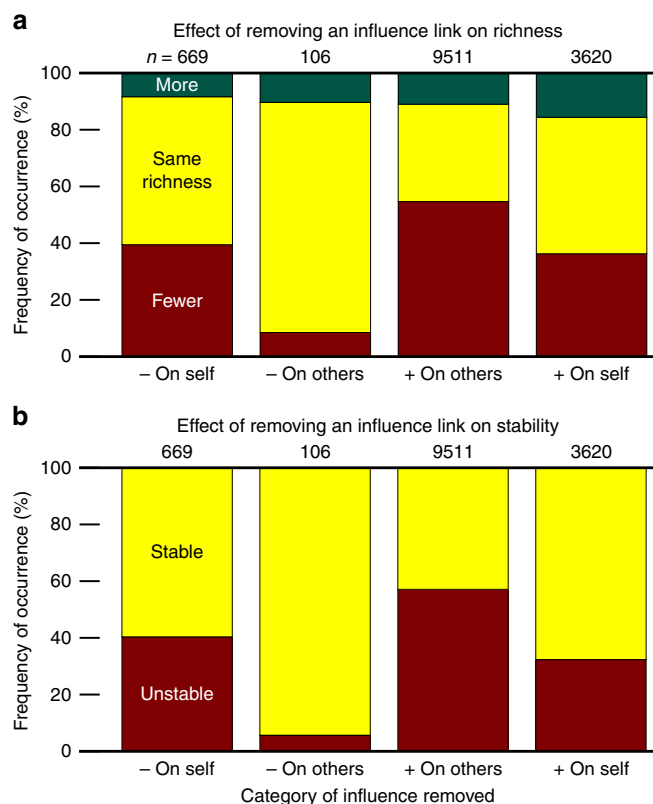 a
Effect of removing an influence link on richness
n = 669 106 9511 3620
Frequency of occurrence (%)
100
80
60
40
20
0
More
Same
richness
Fewer
– On self – On others + On others + On self
b
Effect of removing an influence link on stability
669 106 9511 3620
Frequency of occurrence (%)
100
80
60
40
20
0
Stable
Unstable
– On self – On others + On others + On self
Category of influence removed